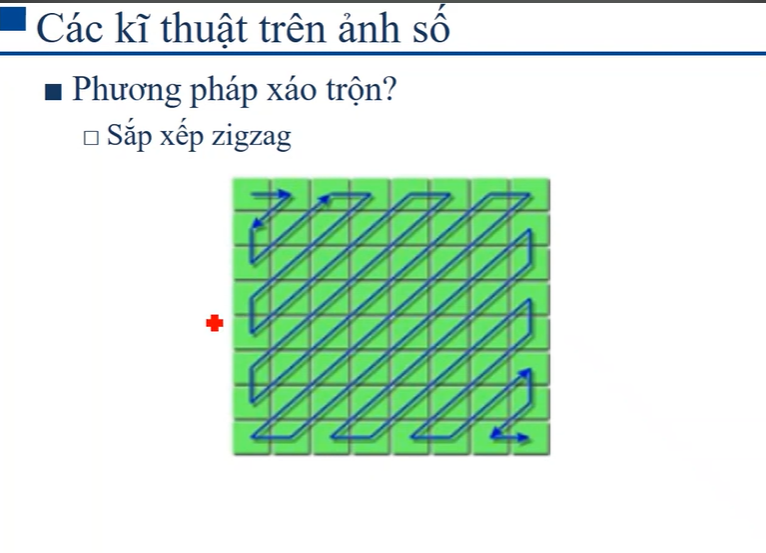 Các kĩ thuật trên ảnh số
Phương pháp xáo trộn?
Sắp xếp zigzag